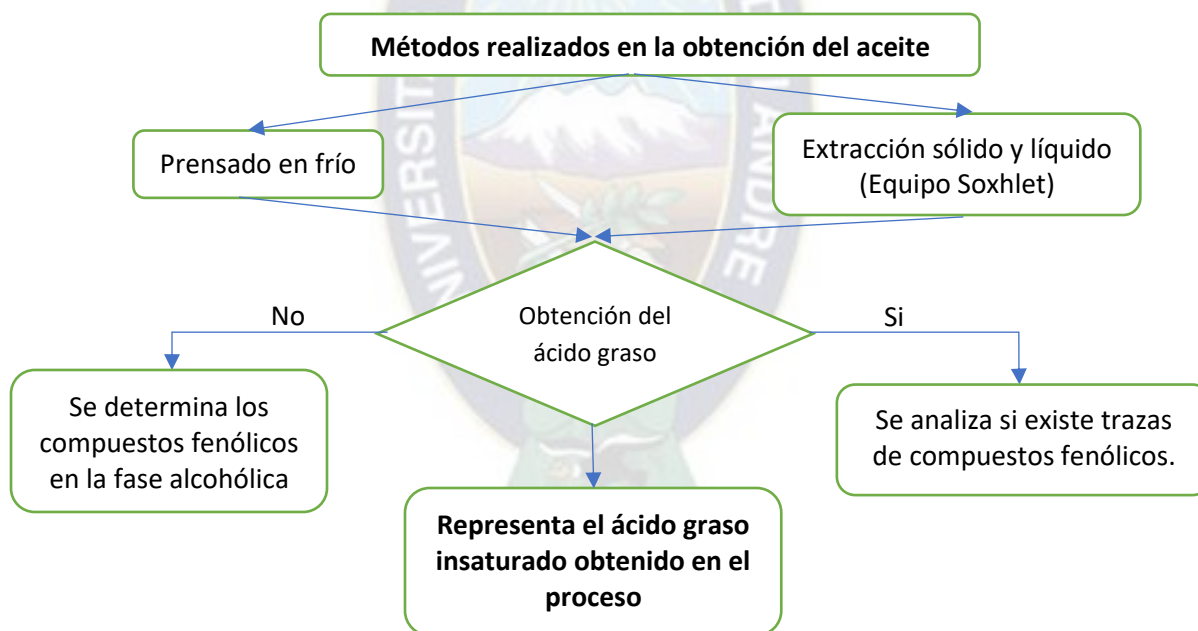 Métodos realizados en la obtención del aceite
Prensado en frío
Extracción sólido y líquido
(Equipo Soxhlet)
Obtención del
ácido graso
No
Si
Se determina los
compuestos fenólicos
en la fase alcohólica
Se analiza si existe trazas
de compuestos fenólicos.
Representa el ácido graso
insaturado obtenido en el
proceso